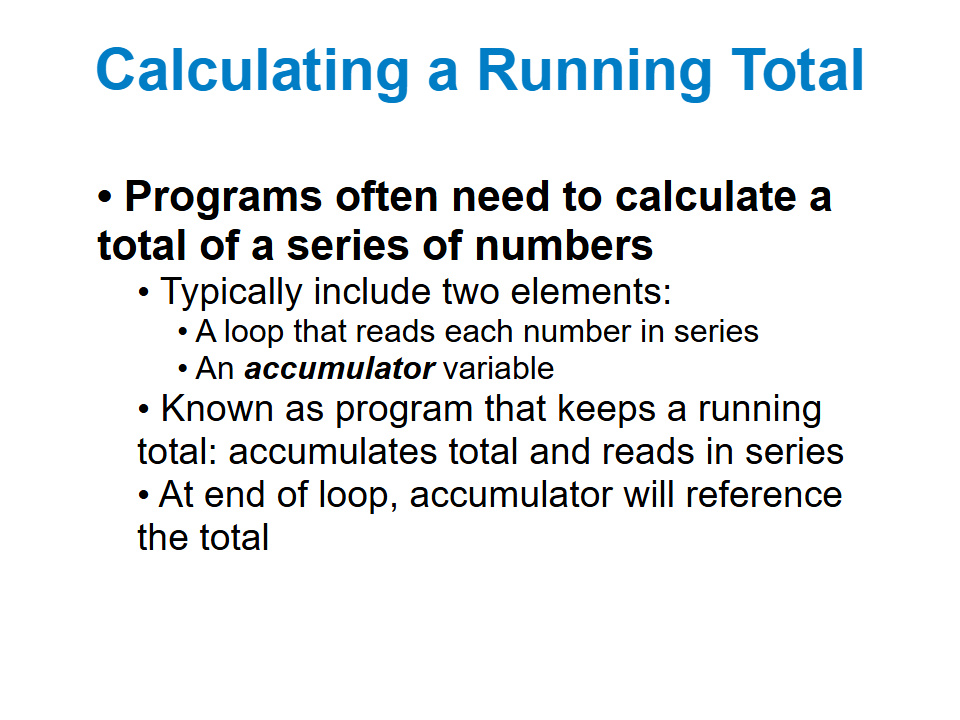 Calculating a Running Total
• Programs often need to calculate a
total of a series of numbers
• Typically include two elements:
• A loop that reads each number in series
• An accumulator variable
• Known as program that keeps a running
total: accumulates total and reads in series
• At end of loop, accumulator will reference
the total